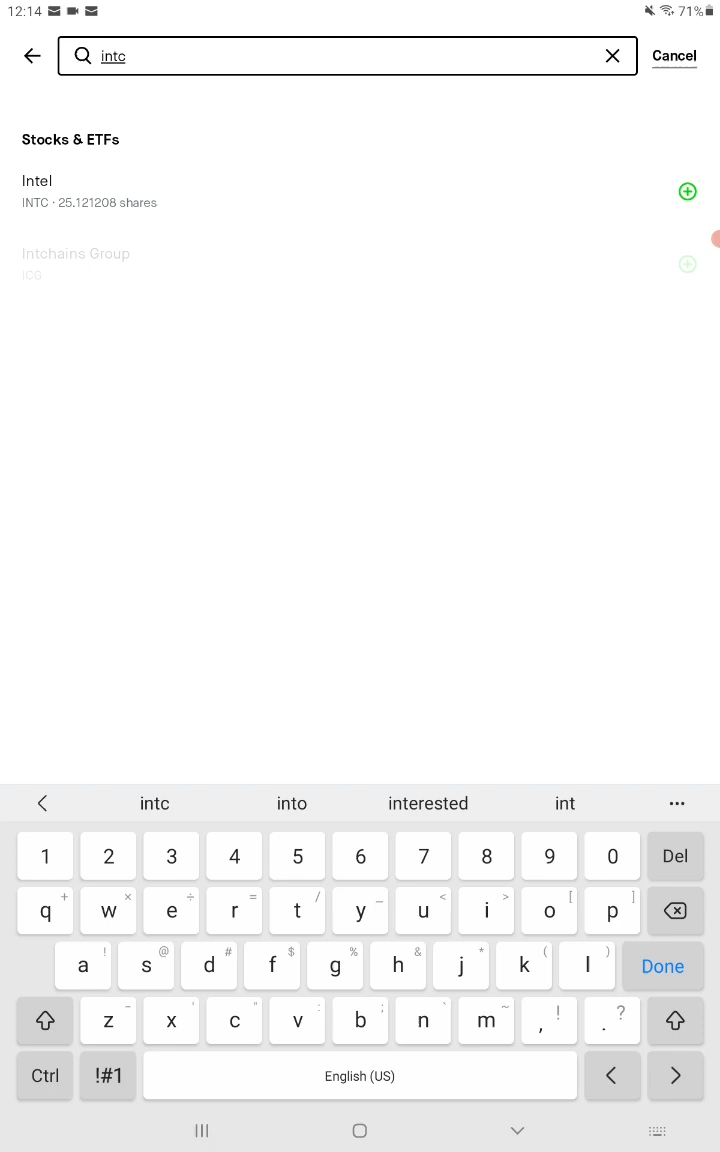 12:14 71%
intc Cancel
Stocks & ETFs
Intel
INTC · 25.121208 shares
Intchains Group
ICG
intc into interested int ...
1 2 3 4 5 6 7 8 9 0 Del
+ × ÷ = / _ < > [ ]
q w e r t y u i o p
! @ # $ % & * ( )
a s d f g h j k l Done
- ' " : ; ` ~ ! ?
z x c v b n m , .
Ctrl !#1 English (US) < >